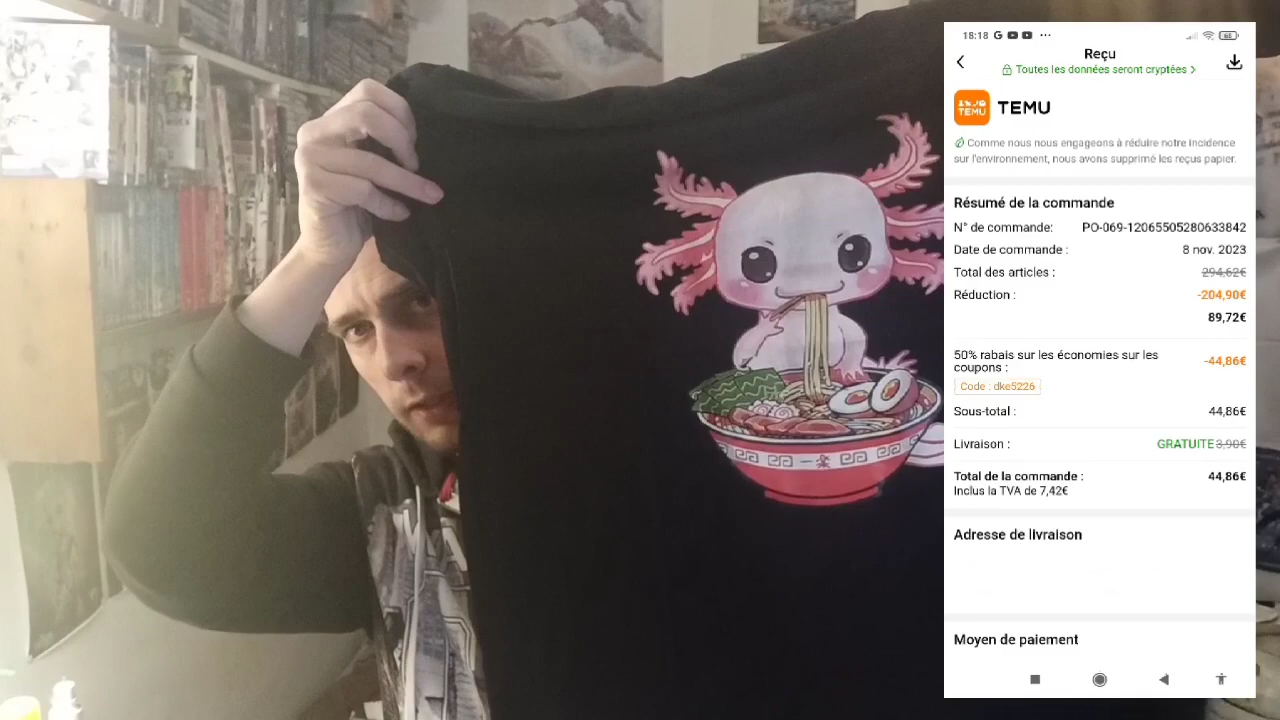 18:18
Reçu
Toutes les données seront cryptées >
TEMU
TEMU
Comme nous nous engageons à réduire notre incidence
sur l'environnement, nous avons supprimé les reçus papier.
Résumé de la commande
N° de commande: PO-069-12065505280633842
Date de commande : 8 nov. 2023
Total des articles : 294,62€
Réduction : -204,90€
89,72€
50% rabais sur les économies sur les
coupons : -44,86€
Code : dke5226
Sous-total : 44,86€
Livraison : GRATUITE 3,90€
Total de la commande : 44,86€
Inclus la TVA de 7,42€
Adresse de livraison
Moyen de paiement